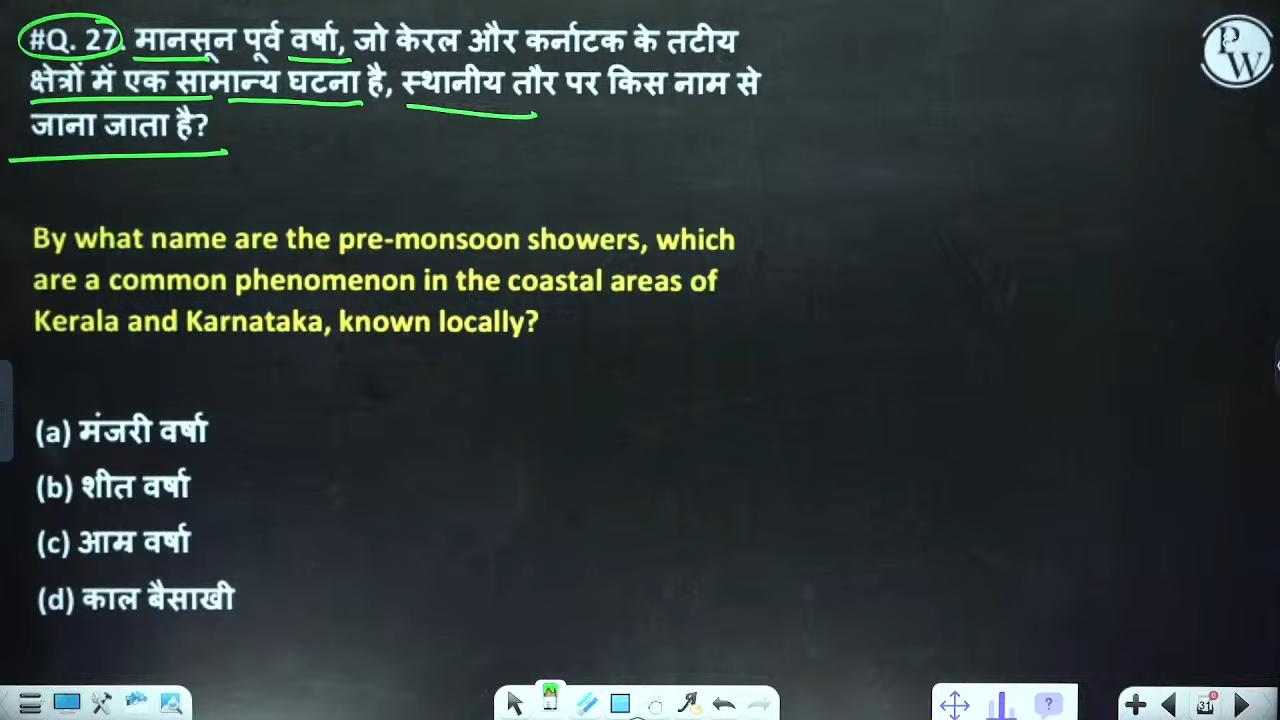 #Q. 27. मानसून पूर्व वर्षा, जो केरल और कर्नाटक के तटीय
क्षेत्रों में एक सामान्य घटना है, स्थानीय तौर पर किस नाम से
जाना जाता है?
By what name are the pre-monsoon showers, which
are a common phenomenon in the coastal areas of
Kerala and Karnataka, known locally?
(a) मंजरी वर्षा
(b) शीत वर्षा
(c) आम्र वर्षा
(d) काल बैसाखी
P
W
31